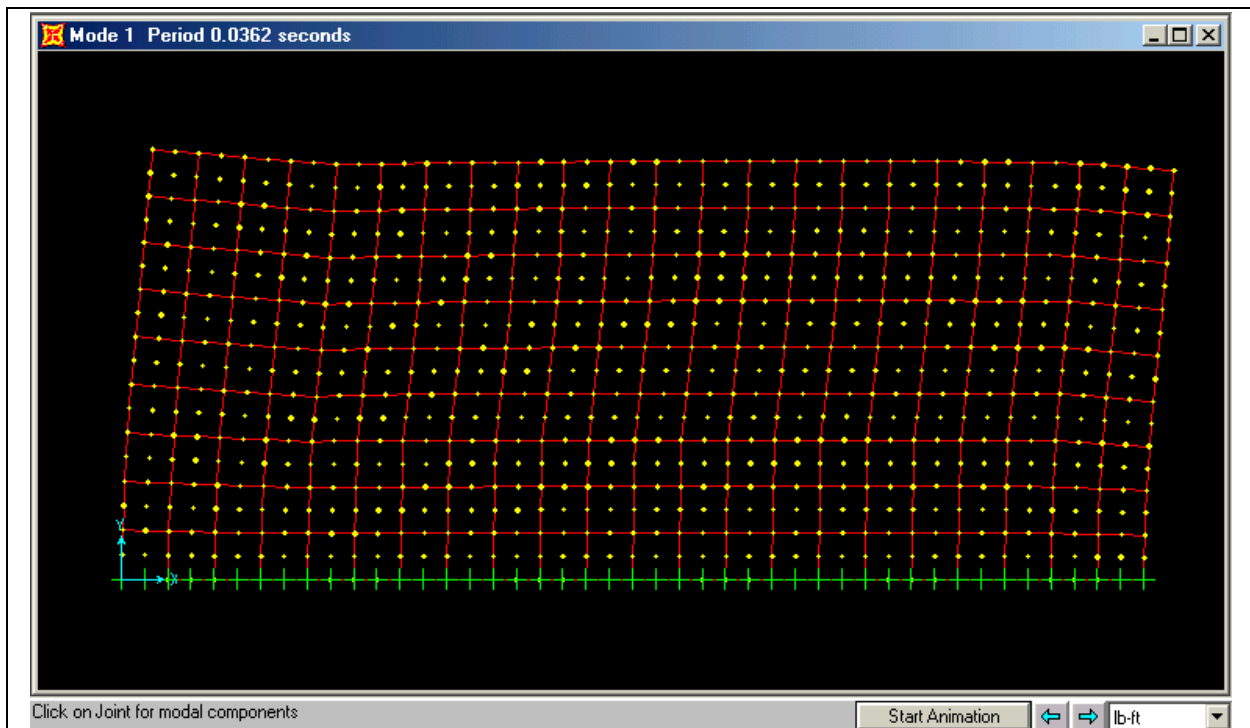 Mode 1 Period 0.0362 seconds
Y
X
Click on Joint for modal components
Start Animation
lb-ft